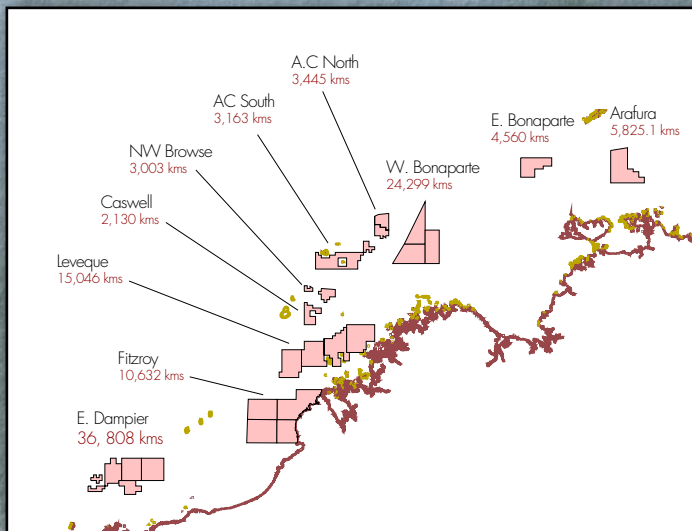 A.C North
3,445 kms
AC South
3,163 kms
E. Bonaparte
4,560 kms
Arafura
5,825.1 kms
NW Browse
3,003 kms
W. Bonaparte
24,299 kms
Caswell
2,130 kms
Leveque
15,046 kms
Fitzroy
10,632 kms
E. Dampier
36, 808 kms